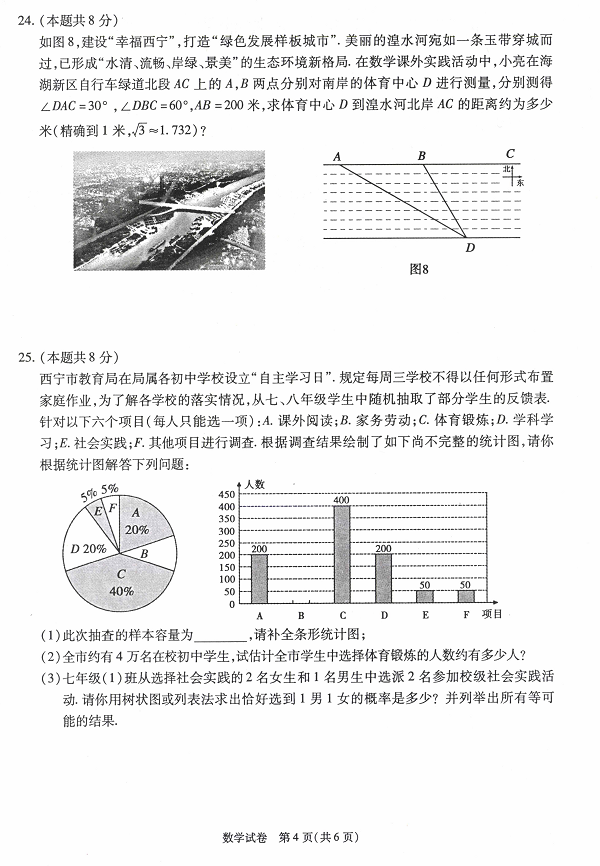 24. (本题共8分)
如图8,建设“幸福西宁”,打造“绿色发展样板城市”. 美丽的湟水河宛如一条玉带穿城而
过,已形成“水清、流畅、岸绿、景美”的生态环境新格局. 在数学课外实践活动中,小亮在海
湖新区自行车绿道北段 AC 上的 A,B 两点分别对南岸的体育中心 D 进行测量,分别测得
∠DAC=30°,∠DBC=60°,AB=200 米,求体育中心 D 到湟水河北岸 AC 的距离约为多少
米(精确到1米,√3≈1.732)?
A B C
北
东
D
图8
25. (本题共8分)
西宁市教育局在局属各初中学校设立“自主学习日”. 规定每周三学校不得以任何形式布置
家庭作业,为了解各学校的落实情况,从七、八年级学生中随机抽取了部分学生的反馈表.
针对以下六个项目(每人只能选一项):A. 课外阅读;B. 家务劳动;C. 体育锻炼;D. 学科学
习;E. 社会实践;F. 其他项目进行调查. 根据调查结果绘制了如下尚不完整的统计图,请你
根据统计图解答下列问题:
5% 5%
E F A
20%
D 20% B
C
40%
人数
450
400 400
350
300
250
200 200 200
150
100
50 50 50
0
A B C D E F 项目
(1)此次抽查的样本容量为________,请补全条形统计图;
(2)全市约有4万名在校初中学生,试估计全市学生中选择体育锻炼的人数约有多少人?
(3)七年级(1)班从选择社会实践的2名女生和1名男生中选派2名参加校级社会实践活
动. 请你用树状图或列表法求出恰好选到1男1女的概率是多少? 并列举出所有等可
能的结果.
数学试卷 第4页(共6页)